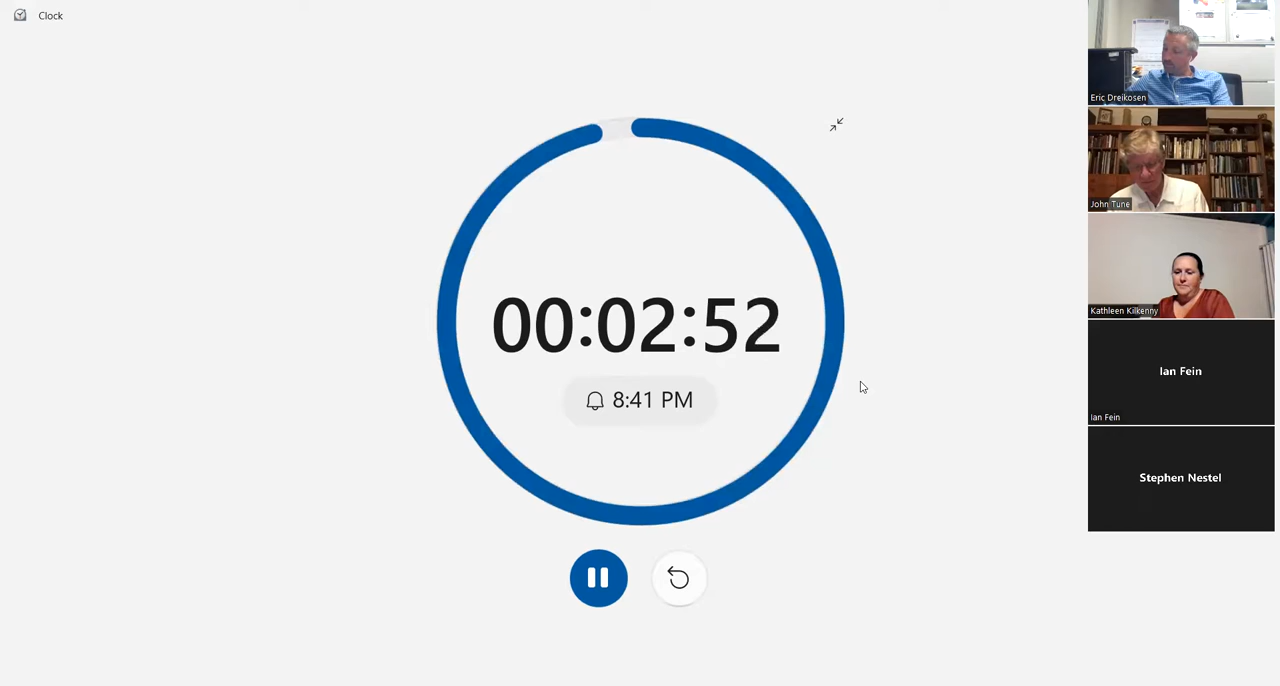 Clock
00:02:52
8:41 PM
Eric Dreikosen
John Tune
Kathleen Kilkenny
Ian Fein
Ian Fein
Stephen Nestel